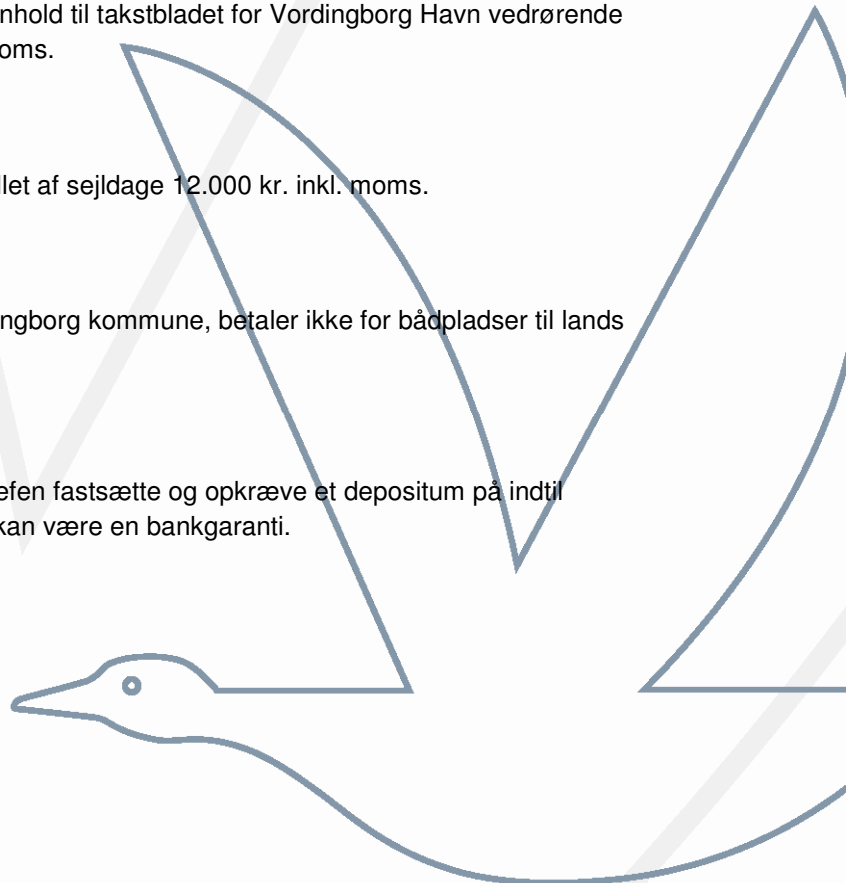 nhold til takstbladet for Vordingborg Havn vedrørende
oms.
llet af sejldage 12.000 kr. inkl. moms.
ngborg kommune, betaler ikke for bådpladser til lands
efen fastsætte og opkræve et depositum på indtil
kan være en bankgaranti.